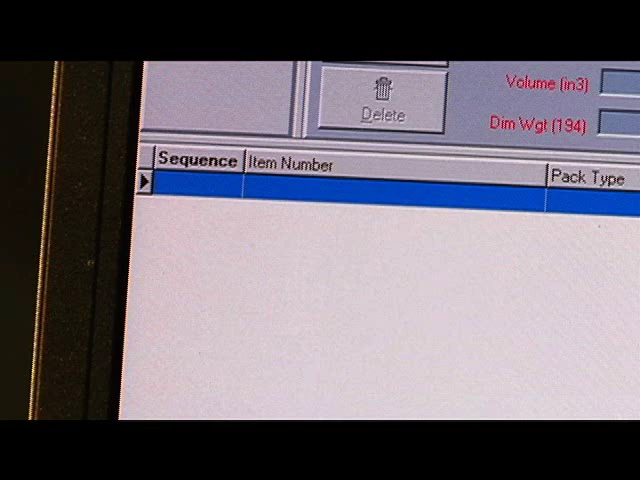 Volume (in3)
Delete
Dim Wgt (194)
Sequence Item Number Pack Type